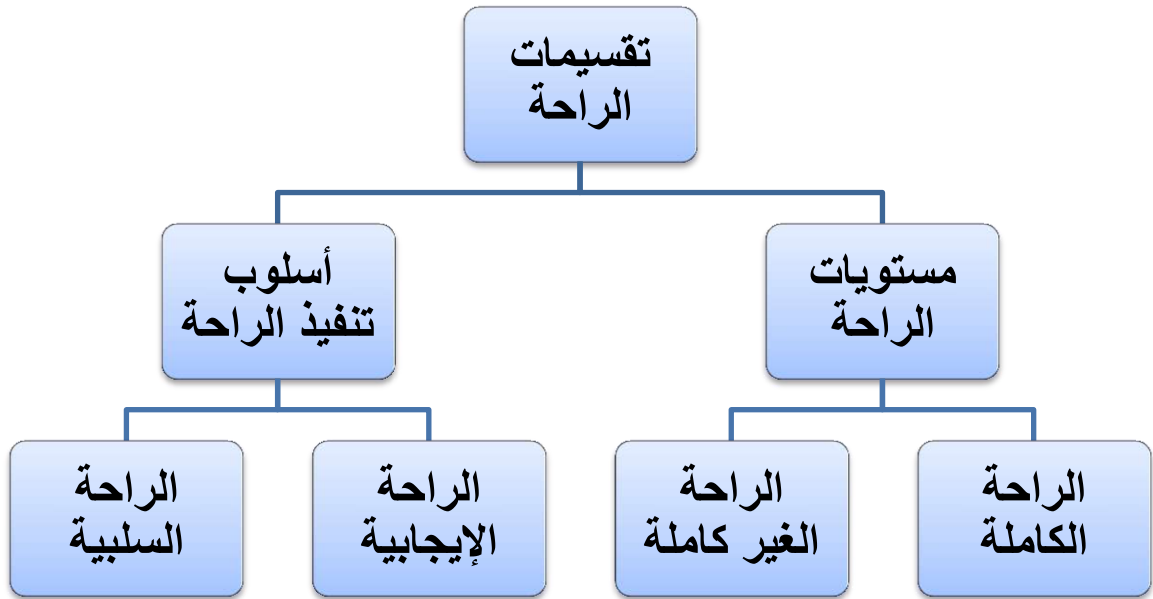 تقسيمات
الراحة
مستويات
الراحة
أسلوب
تنفيذ الراحة
الراحة
الكاملة
الراحة
الغير كاملة
الراحة
الإيجابية
الراحة
السلبية